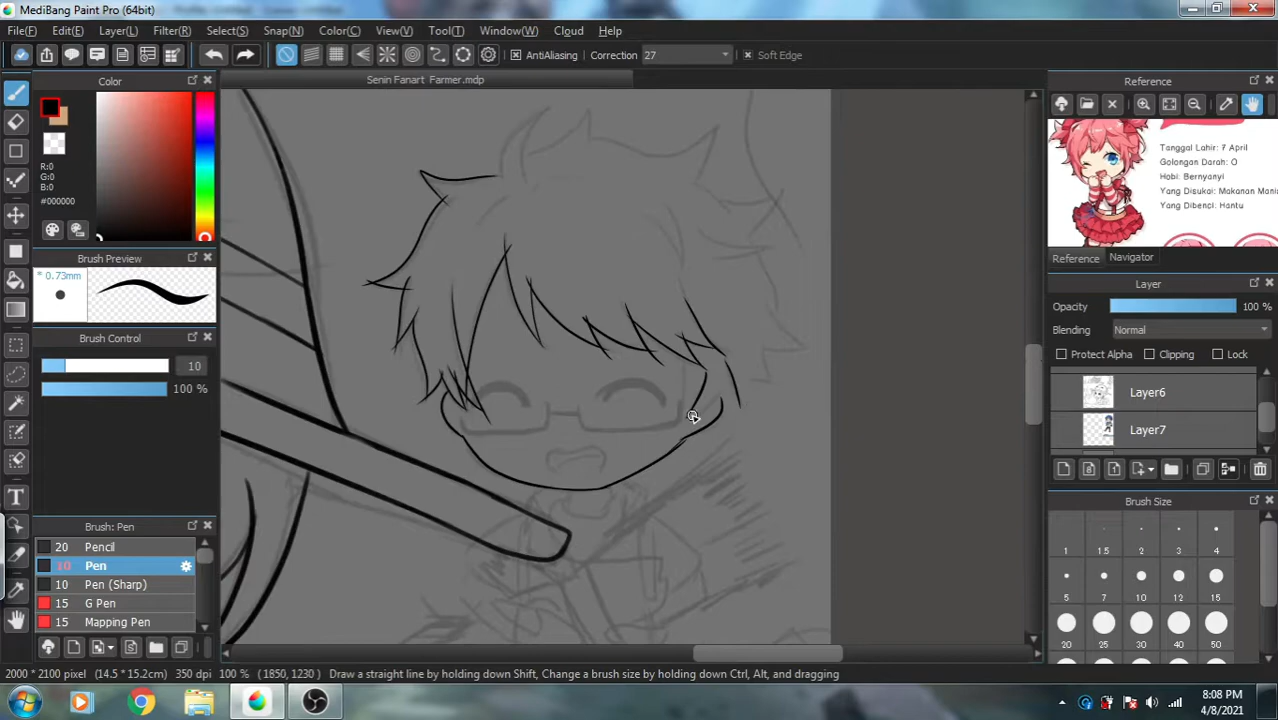 MediBang Paint Pro (64bit)
File(F) Edit(E) Layer(L) Filter(R) Select(S) Snap(N) Color(C) View(V) Tool(T) Window(W) Cloud Help
AntiAliasing Correction 27 Soft Edge
Color
R:0
G:0
B:0
#000000
Brush Preview
* 0.73mm
Brush Control
10
100 %
Brush: Pen
20 Pencil
10 Pen
10 Pen (Sharp)
15 G Pen
15 Mapping Pen
Senin Fanart Farmer.mdp
Reference
Tanggal Lahir: 7 April
Golongan Darah: O
Hobi: Bernyanyi
Yang Disukai: Makanan Manis
Yang Dibenci: Hantu
Reference Navigator
Layer
Opacity 100 %
Blending Normal
Protect Alpha Clipping Lock
Layer6
Layer7
Brush Size
1 1.5 2 3 4
5 7 10 12 15
20 25 30 40 50
2000 * 2100 pixel (14.5 * 15.2cm) 350 dpi 100 % (1850, 1230) Draw a straight line by holding down Shift, Change a brush size by holding down Ctrl, Alt, and dragging
8:08 PM
4/8/2021